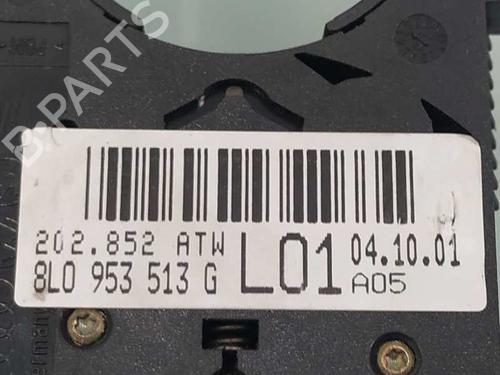 B-PARTS
202.852 ATW
8L0 953 513 G
L01
04.10.01
A05